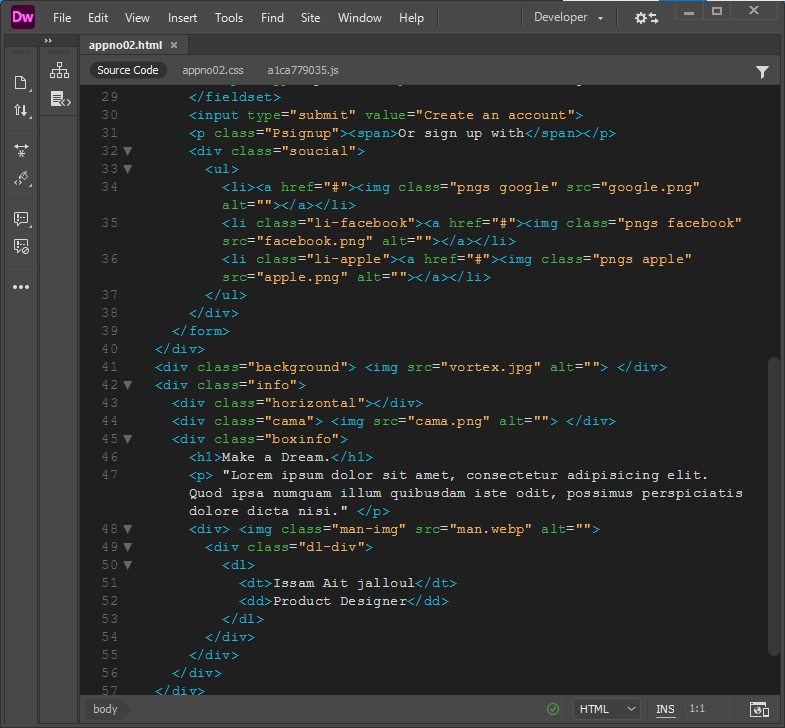 Dw File Edit View Insert Tools Find Site Window Help Developer
appno02.html ×
Source Code appno02.css a1ca779035.js
29 </fieldset>
30 <input type="submit" value="Create an account">
31 <p class="Psignup"><span>Or sign up with</span></p>
32 <div class="soucial">
33 <ul>
34 <li><a href="#"><img class="pngs google" src="google.png"
alt=""></a></li>
35 <li class="li-facebook"><a href="#"><img class="pngs facebook"
src="facebook.png" alt=""></a></li>
36 <li class="li-apple"><a href="#"><img class="pngs apple"
src="apple.png" alt=""></a></li>
37 </ul>
38 </div>
39 </form>
40 </div>
41 <div class="background"> <img src="vortex.jpg" alt=""> </div>
42 <div class="info">
43 <div class="horizontal"></div>
44 <div class="cama"> <img src="cama.png" alt=""> </div>
45 <div class="boxinfo">
46 <h1>Make a Dream.</h1>
47 <p> "Lorem ipsum dolor sit amet, consectetur adipisicing elit.
Quod ipsa numquam illum quibusdam iste odit, possimus perspiciatis
dolore dicta nisi." </p>
48 <div> <img class="man-img" src="man.webp" alt="">
49 <div class="dl-div">
50 <dl>
51 <dt>Issam Ait jalloul</dt>
52 <dd>Product Designer</dd>
53 </dl>
54 </div>
55 </div>
56 </div>
57 </div>
body HTML INS 1:1